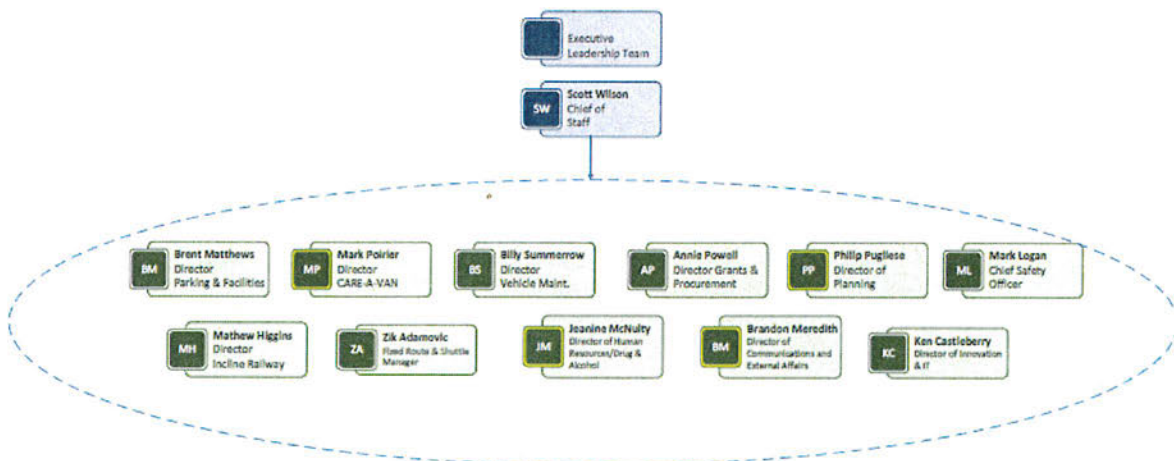 Executive
Leadership Team
SW
Scott Wilson
Chief of
Staff
BM
Brent Matthews
Director
Parking & Facilities
MP
Mark Poirier
Director
CARE-A-VAN
BS
Billy Summerrow
Director
Vehicle Maint.
AP
Annie Powell
Director Grants &
Procurement
PP
Philip Pugliese
Director of
Planning
ML
Mark Logan
Chief Safety
Officer
MH
Mathew Higgins
Director
Incline Railway
ZA
Zik Adamovic
Fixed Route & Shuttle
Manager
JM
Jeanine McNulty
Director of Human
Resources/Drug &
Alcohol
BM
Brandon Meredith
Director of
Communications and
External Affairs
KC
Ken Castleberry
Director of Innovation
& IT